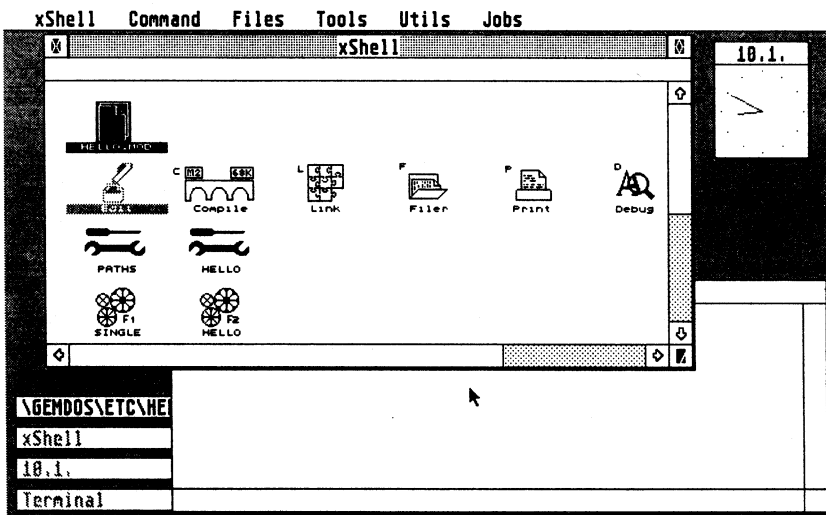 xShell Command Files Tools Utils Jobs
xShell
10.1.
HELLO.MOD
C M2 68K
L
F
P
D
Compile
Link
Filer
Print
Debug
PATHS
HELLO
F1
SINGLE
F2
HELLO
\GEMDOS\ETC\HE
xShell
10.1.
Terminal